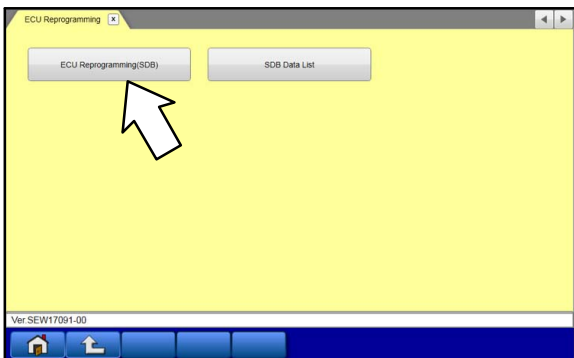 ECU Reprogramming x
ECU Reprogramming(SDB) SDB Data List
Ver.SEW17091-00